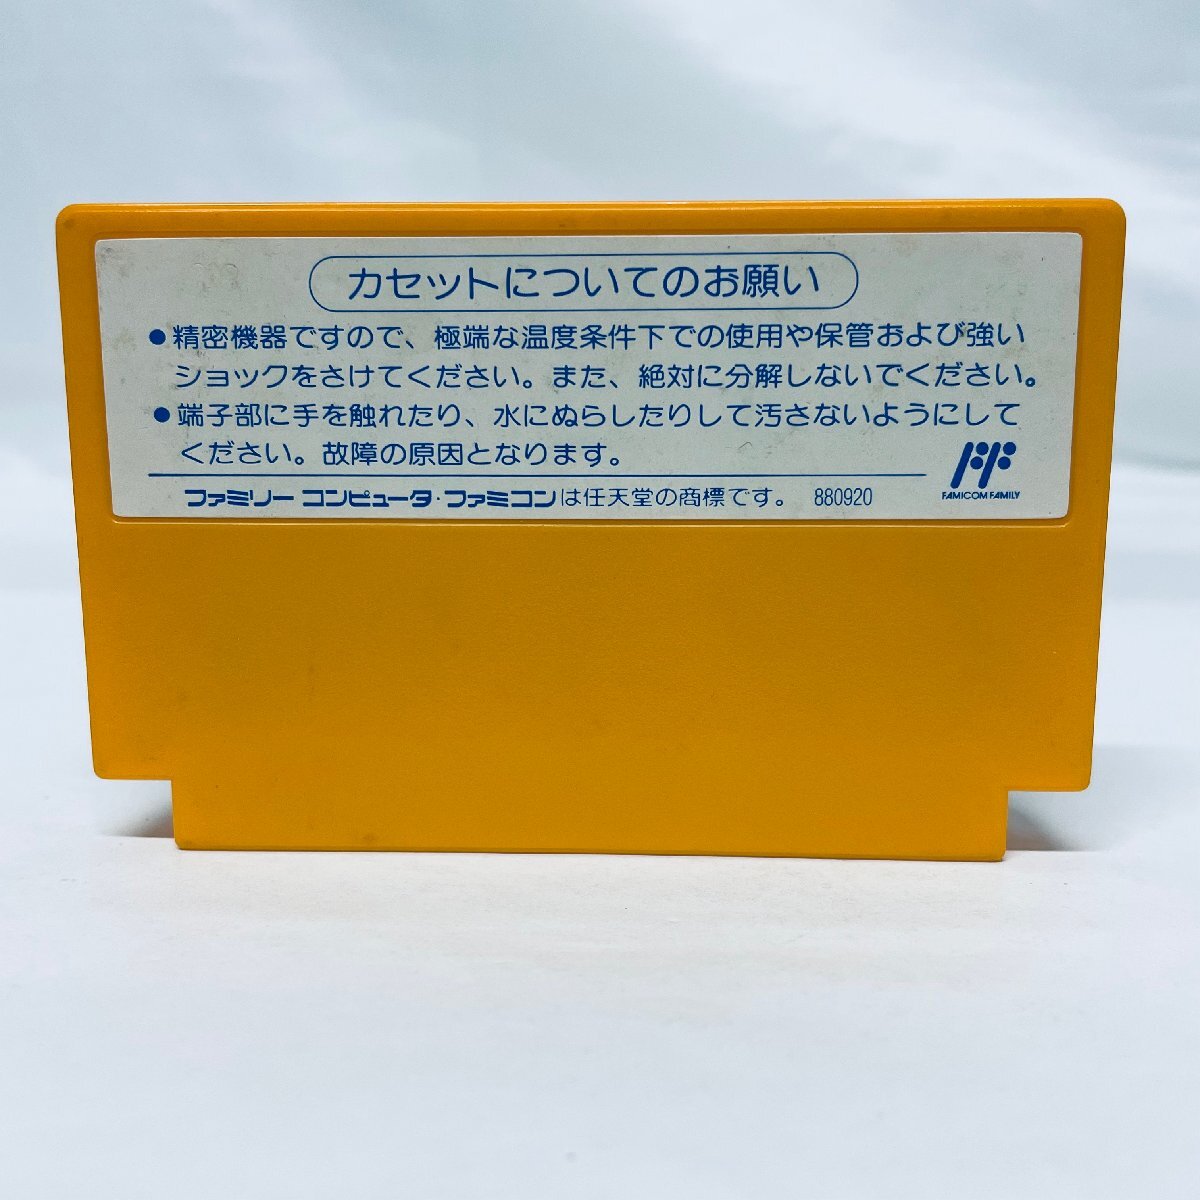 カセットについてのお願い
●精密機器ですので、極端な温度条件下での使用や保管および強い
ショックをさけてください。また、絶対に分解しないでください。
●端子部に手を触れたり、水にぬらしたりして汚さないようにして
ください。故障の原因となります。
FAMICOM FAMILY
ファミリーコンピュータ・ファミコンは任天堂の商標です。 880920